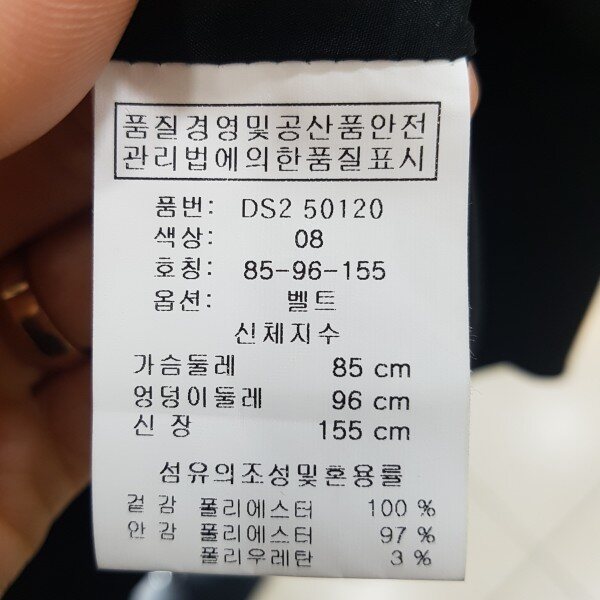 품질경영및공산품안전
관리법에의한품질표시
품번: DS2 50120
색상: 08
호칭: 85-96-155
옵션: 벨트
신체지수
가슴둘레 85 cm
엉덩이둘레 96 cm
신 장 155 cm
섬유의조성및혼용률
겉 감 폴리에스터 100 %
안 감 폴리에스터 97 %
폴리우레탄 3 %